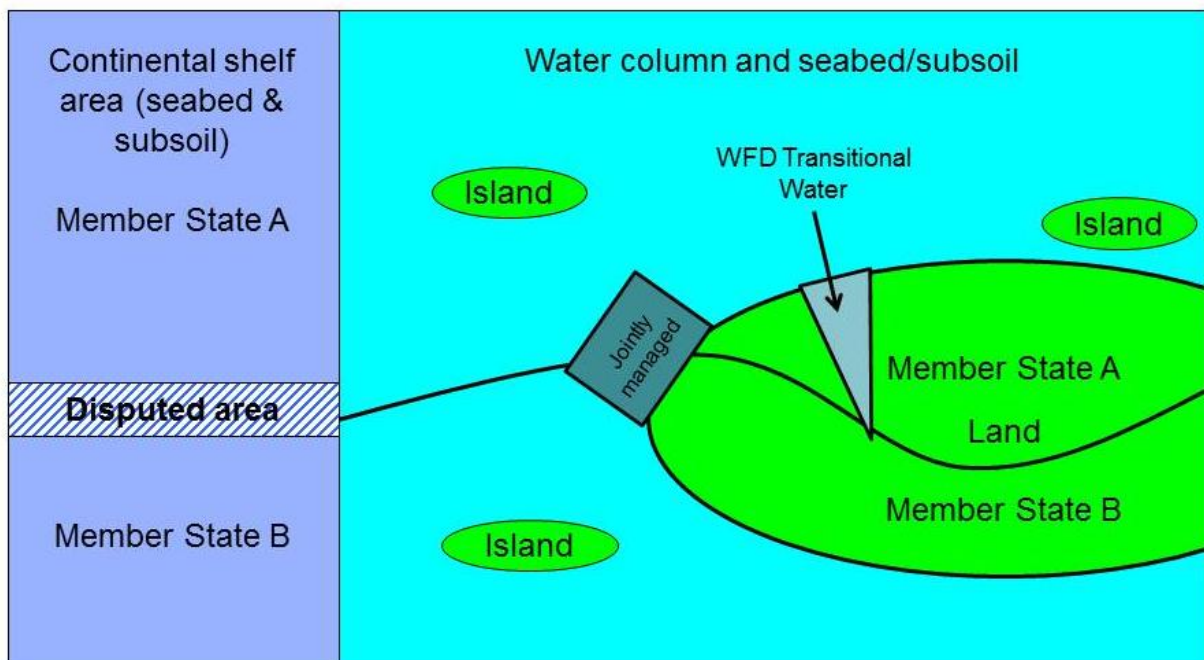 Continental shelf
area (seabed &
subsoil)
Member State A
Disputed area
Member State B
Water column and seabed/subsoil
WFD Transitional
Water
Island
Island
Jointly
managed
Member State A
Land
Member State B
Island